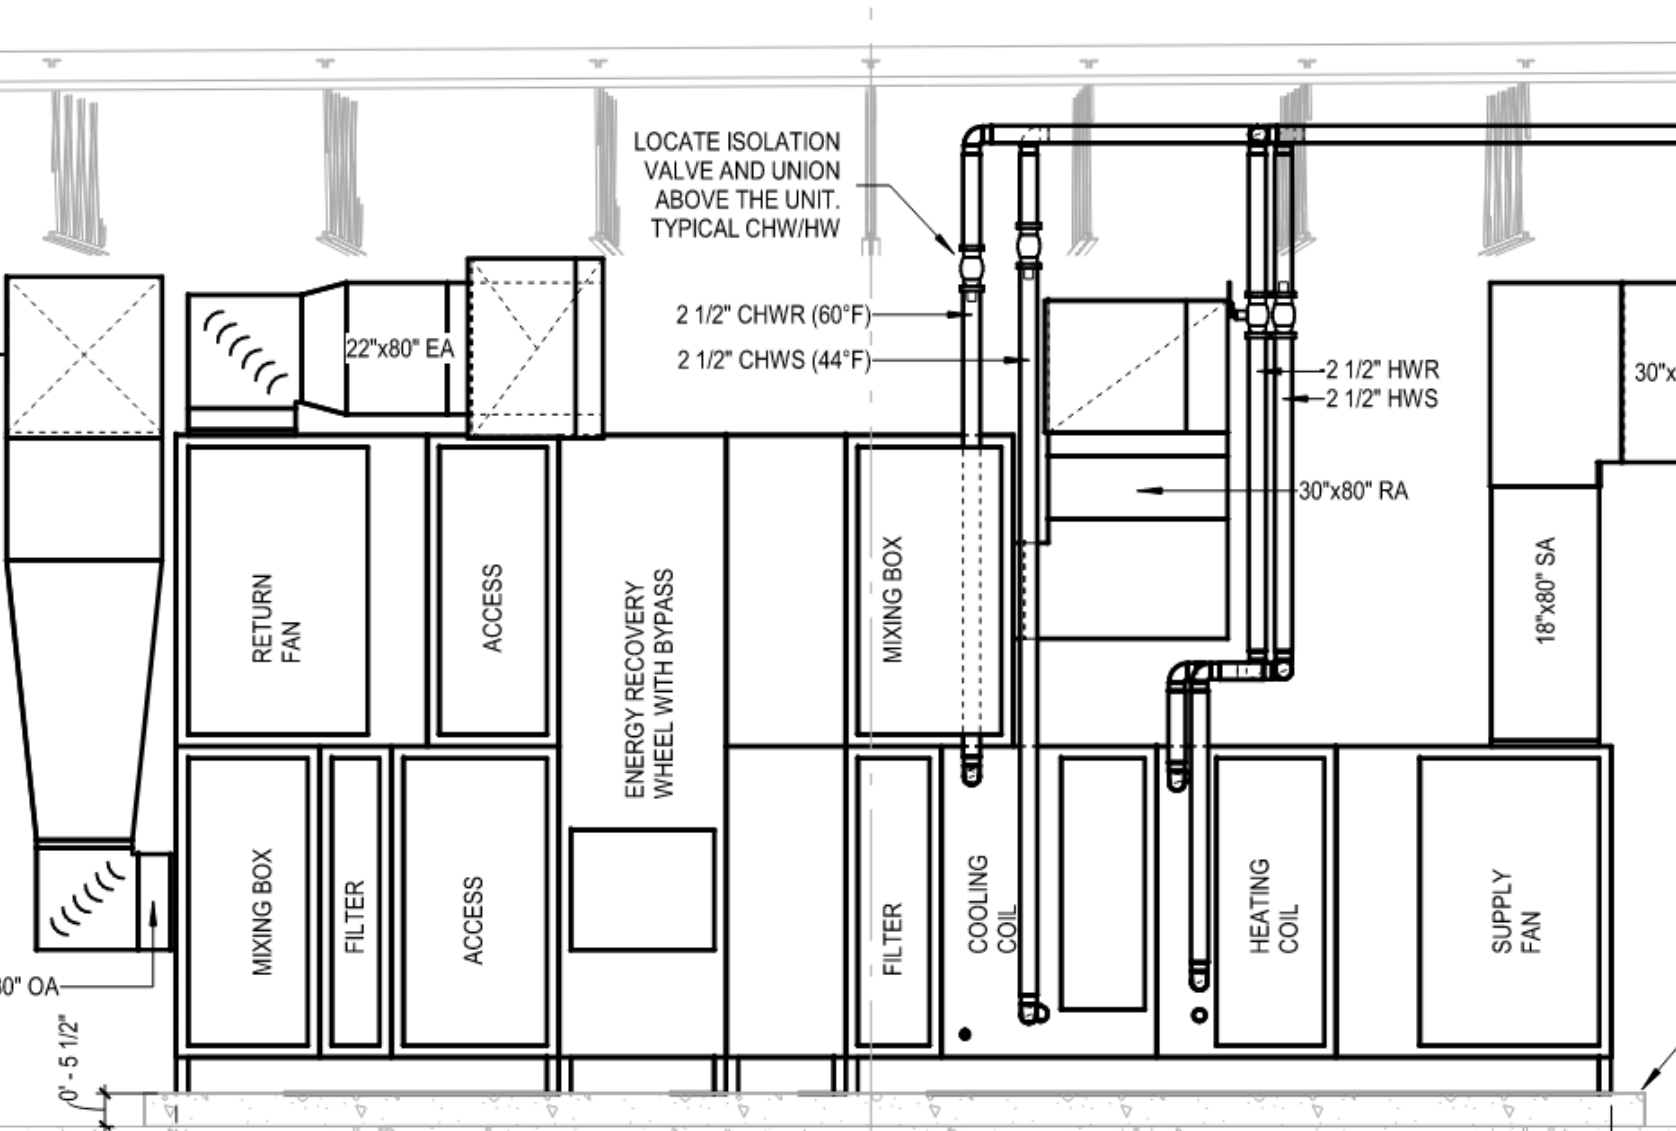 LOCATE ISOLATION
VALVE AND UNION
ABOVE THE UNIT.
TYPICAL CHW/HW
2 1/2" CHWR (60°F)
2 1/2" CHWS (44°F)
22"x80" EA
2 1/2" HWR
2 1/2" HWS
30"x
30"x80" RA
18"x80" SA
RETURN
FAN
ACCESS
ENERGY RECOVERY
WHEEL WITH BYPASS
MIXING BOX
MIXING BOX
FILTER
ACCESS
FILTER
COOLING
COIL
HEATING
COIL
SUPPLY
FAN
0" OA
0' - 5 1/2"